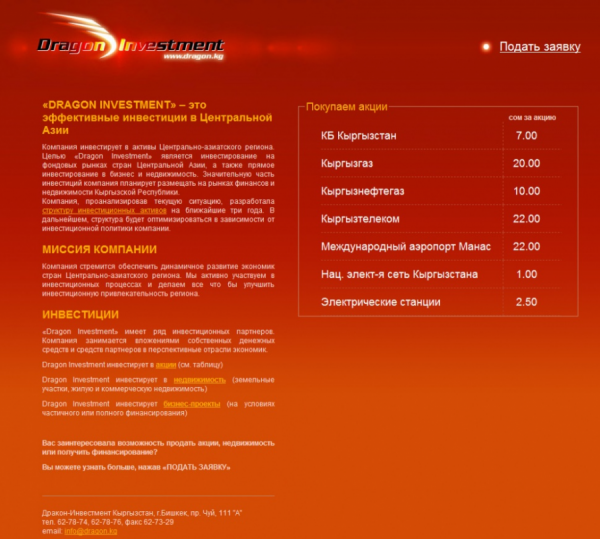 Dragon Investment
www.dragon.kg
Подать заявку
«DRAGON INVESTMENT» – это
эффективные инвестиции в Центральной
Азии
Компания инвестирует в активы Центрально-азиатского региона.
Целью «Dragon Investment» является инвестирование на
фондовых рынках стран Центральной Азии, а также прямое
инвестирование в бизнес и недвижимость. Значительную часть
инвестиций компания планирует размещать на рынках финансов и
недвижимости Кыргызской Республики.
Компания, проанализировав текущую ситуацию, разработала
структуру инвестиционных активов на ближайшие три года. В
дальнейшем, структура будет оптимизироваться в зависимости от
инвестиционной политики компании.
МИССИЯ КОМПАНИИ
Компания стремится обеспечить динамичное развитие экономик
стран Центрально-азиатского региона. Мы активно участвуем в
инвестиционных процессах и делаем все что бы улучшить
инвестиционную привлекательность региона.
ИНВЕСТИЦИИ
«Dragon Investment» имеет ряд инвестиционных партнеров.
Компания занимается вложениями собственных денежных
средств и средств партнеров в перспективные отрасли экономик.
Dragon Investment инвестирует в акции (см. таблицу)
Dragon Investment инвестирует в недвижимость (земельные
участки, жилую и коммерческую недвижимость)
Dragon Investment инвестирует бизнес-проекты (на условиях
частичного или полного финансирования)
Вас заинтересовала возможность продать акции, недвижимость
или получить финансирование?
Вы можете узнать больше, нажав «ПОДАТЬ ЗАЯВКУ»
Дракон-Инвестмент Кыргызстан, г.Бишкек, пр. Чуй, 111 "А"
тел. 62-78-74, 62-78-76, факс 62-73-29
email: info@dragon.kg
Покупаем акции
сом за акцию
КБ Кыргызстан 7.00
Кыргызгаз 20.00
Кыргызнефтегаз 10.00
Кыргызтелеком 22.00
Международный аэропорт Манас 22.00
Нац. элект-я сеть Кыргызстана 1.00
Электрические станции 2.50